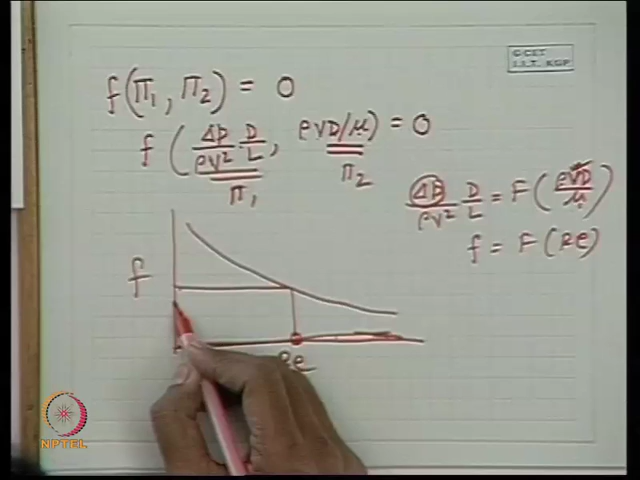 © CET
I.I.T. KGP
f(Π₁, Π₂) = 0
f(ΔP/ρV² D/L, ρVD/μ) = 0
Π₁ Π₂
ΔP/ρV² D/L = F(ρVD/μ)
f = F(Re)
f
Re
NPTEL